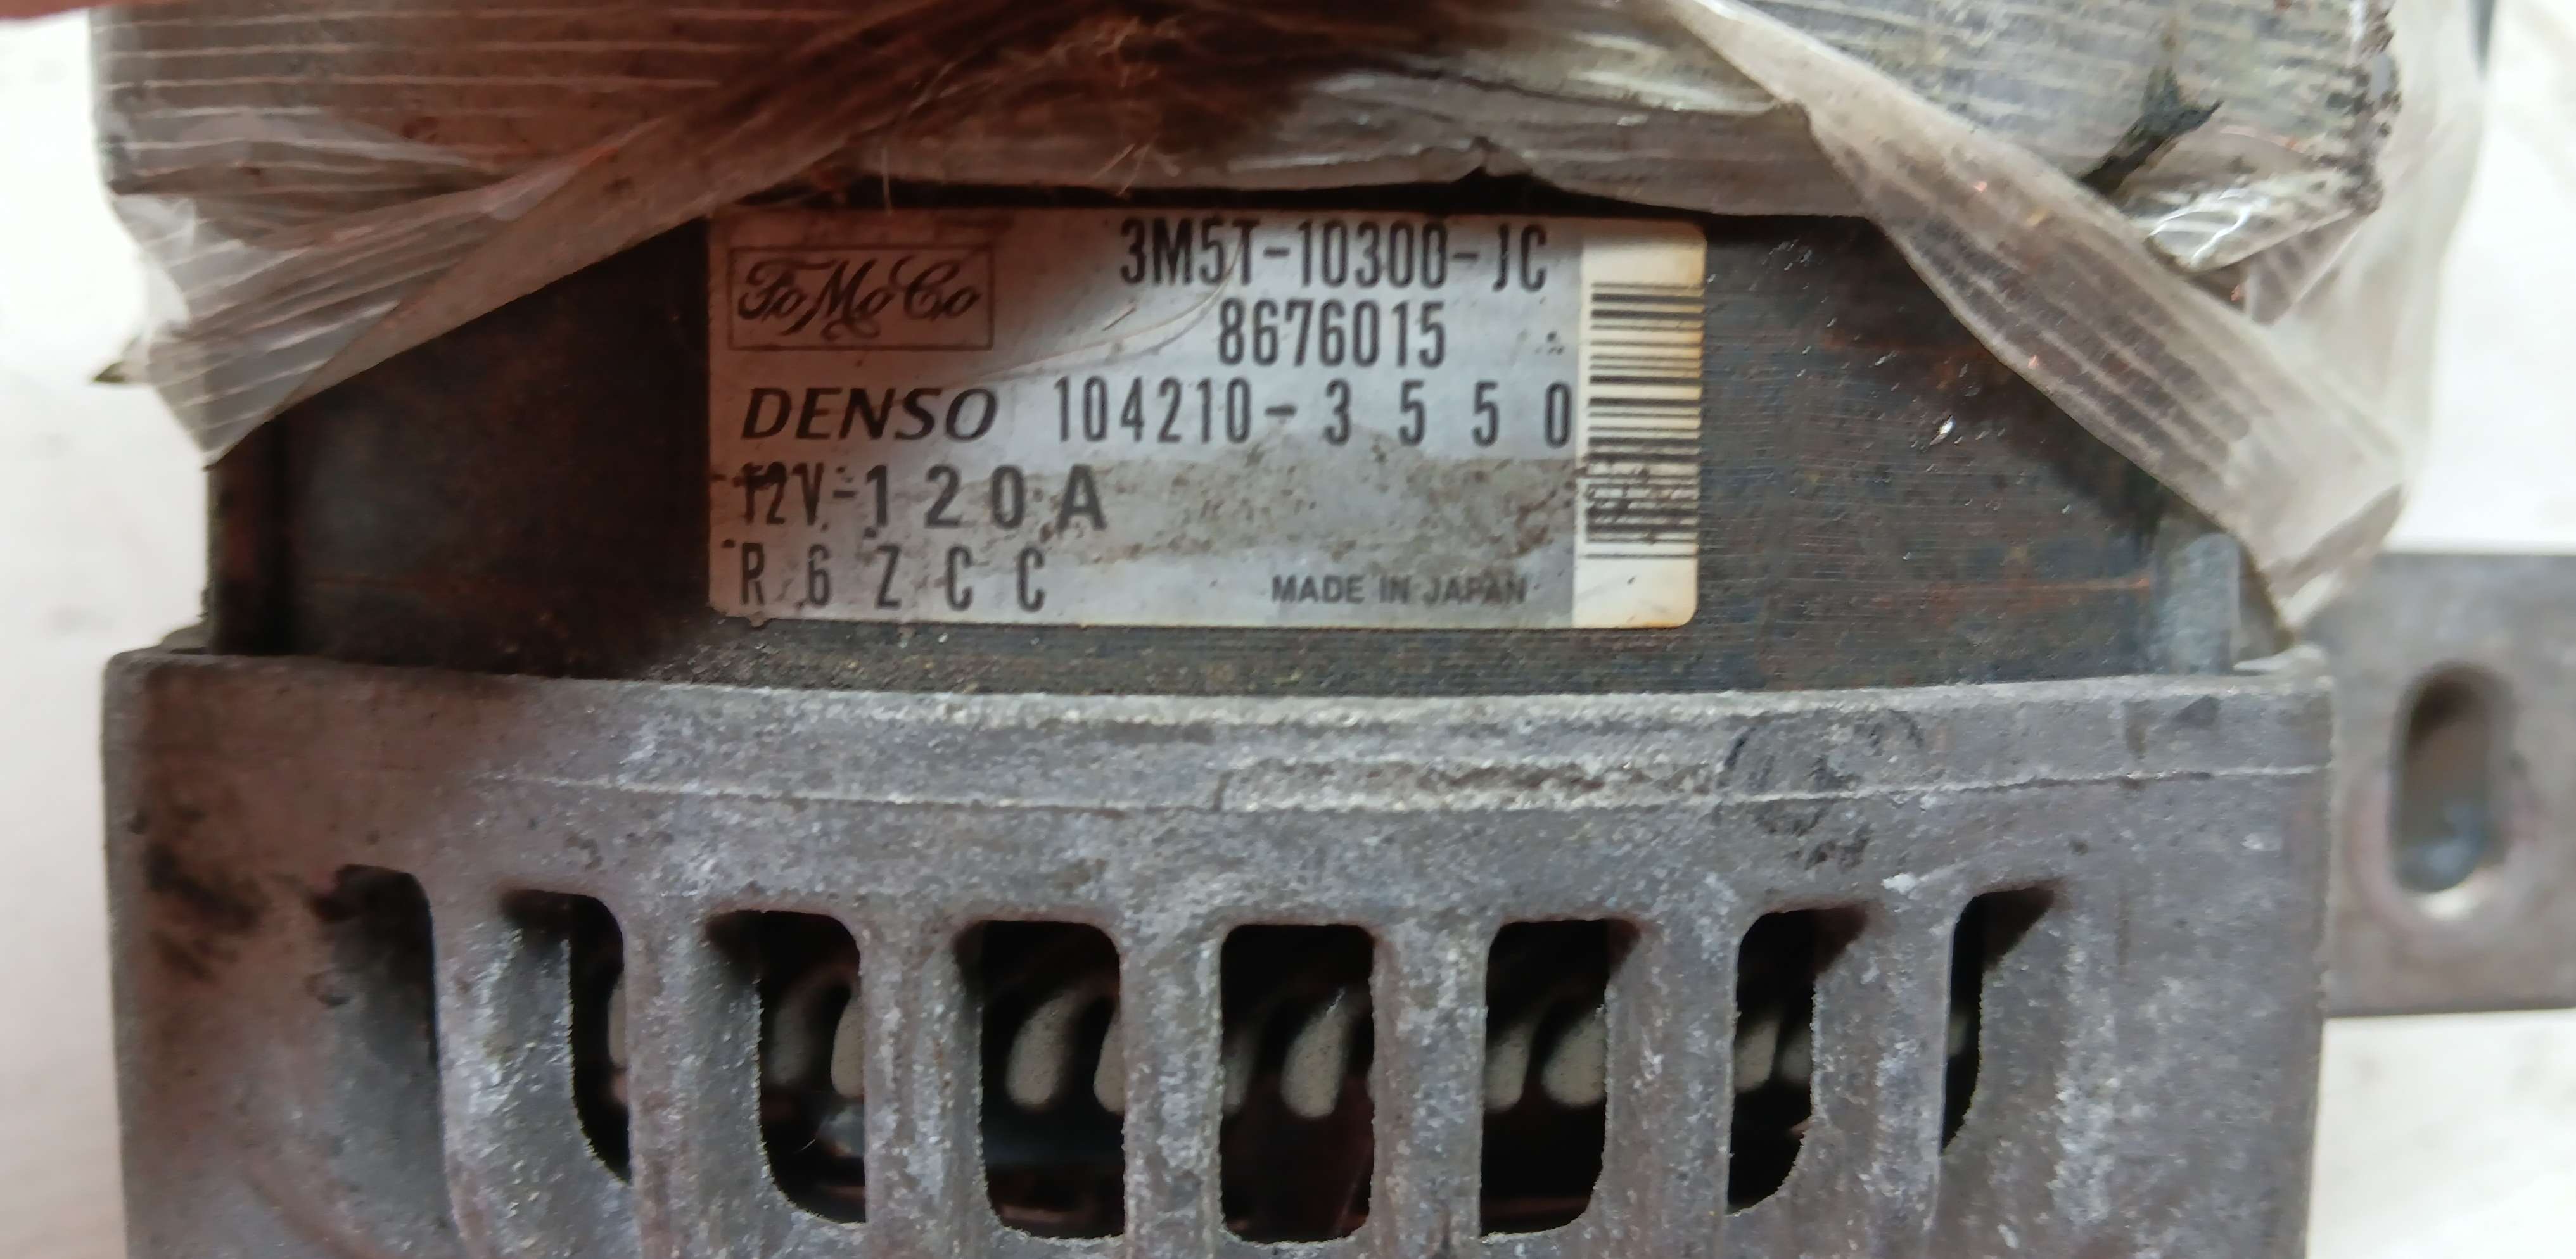 FoMoCo
3M5T-10300-JC
8676015
DENSO 104210-3550
12V-120A
R6ZCC
MADE IN JAPAN